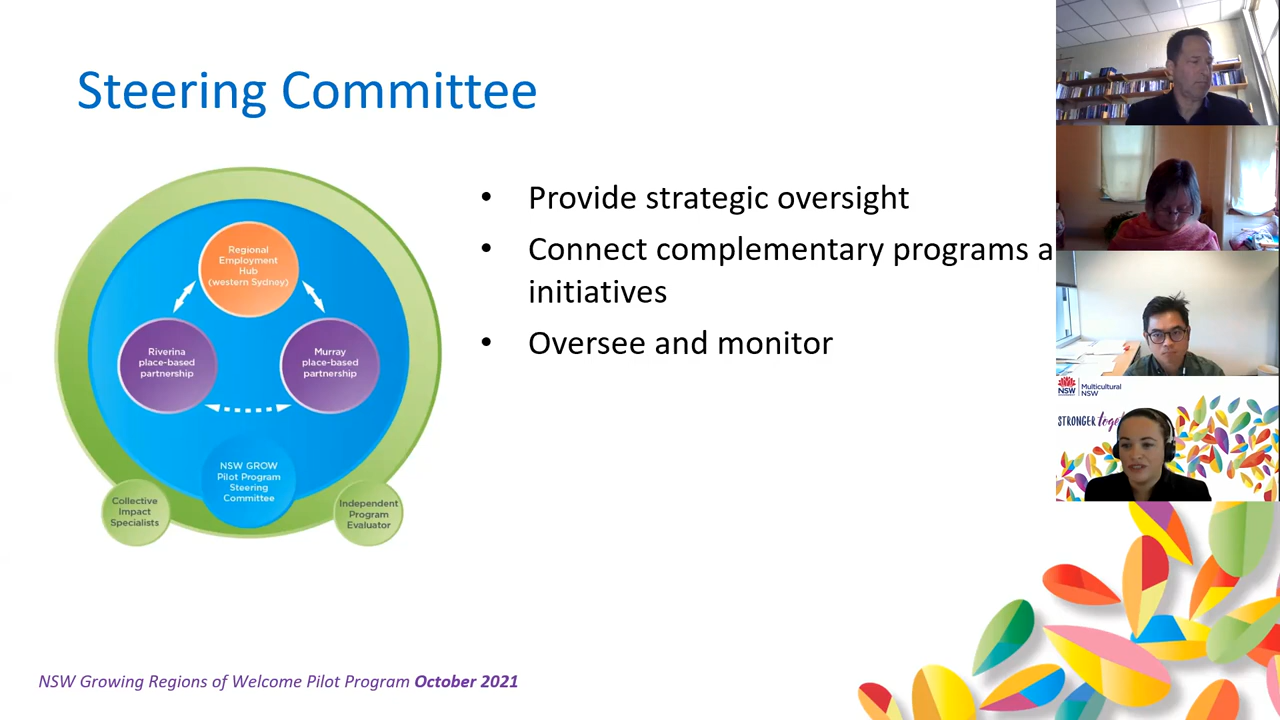 Steering Committee
Regional
Employment
Hub
(western Sydney)
Riverina
place-based
partnership
Murray
place-based
partnership
NSW GROW
Pilot Program
Steering
Committee
Collective
Impact
Specialists
Independent
Program
Evaluator
• Provide strategic oversight
• Connect complementary programs a
initiatives
• Oversee and monitor
NSW
Multicultural
NSW
STRONGER toge
NSW Growing Regions of Welcome Pilot Program October 2021